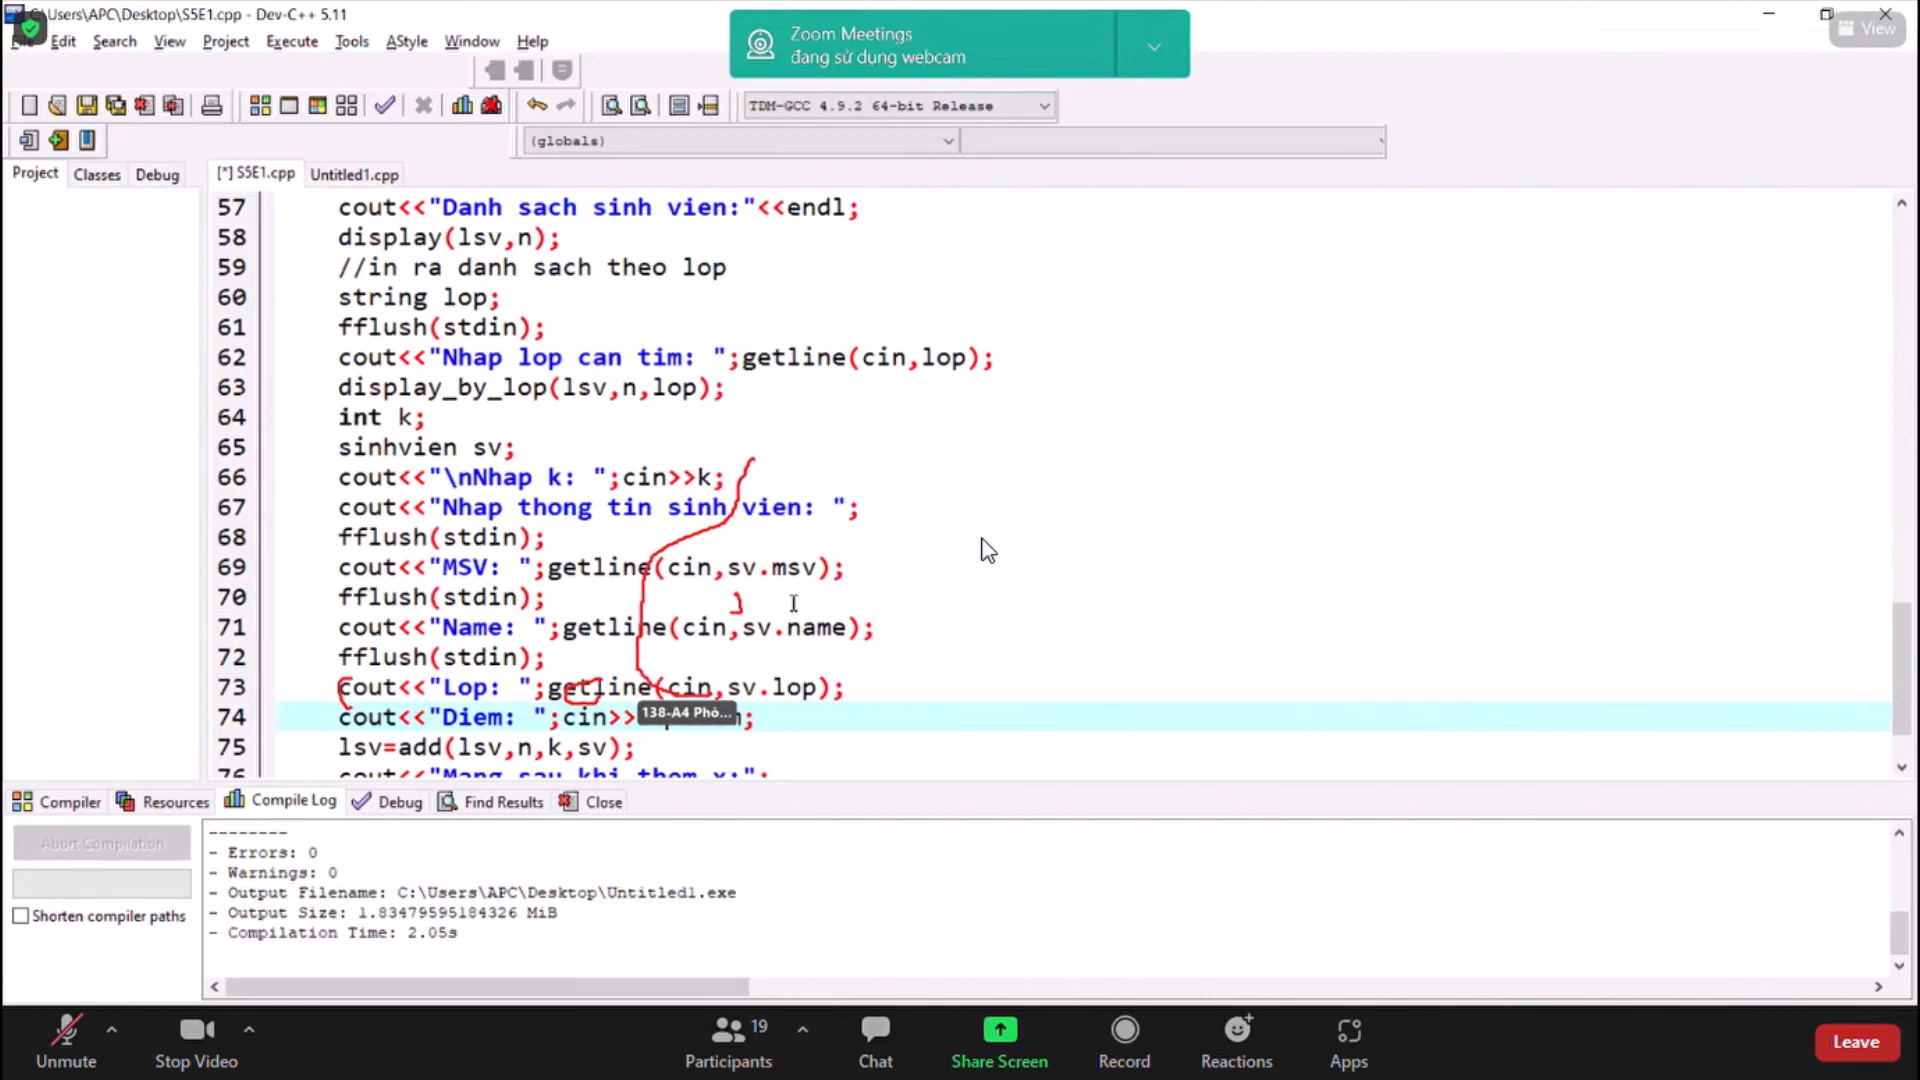 C:\Users\APC\Desktop\S5E1.cpp - Dev-C++ 5.11
Edit Search View Project Execute Tools AStyle Window Help
Zoom Meetings
đang sử dụng webcam
View
TDM-GCC 4.9.2 64-bit Release
(globals)
Project Classes Debug
[*] S5E1.cpp Untitled1.cpp
57 cout<<"Danh sach sinh vien:"<<endl;
58 display(lsv,n);
59 //in ra danh sach theo lop
60 string lop;
61 fflush(stdin);
62 cout<<"Nhap lop can tim: ";getline(cin,lop);
63 display_by_lop(lsv,n,lop);
64 int k;
65 sinhvien sv;
66 cout<<"\nNhap k: ";cin>>k;
67 cout<<"Nhap thong tin sinh vien: ";
68 fflush(stdin);
69 cout<<"MSV: ";getline(cin,sv.msv);
70 fflush(stdin);
71 cout<<"Name: ";getline(cin,sv.name);
72 fflush(stdin);
73 cout<<"Lop: ";getline(cin,sv.lop);
138-A4 Phò...
74 cout<<"Diem: ";cin>>
75 lsv=add(lsv,n,k,sv);
76 cout<<"Mang sau khi them x:";
Compiler Resources Compile Log Debug Find Results Close
Abort Compilation
Shorten compiler paths
--------
- Errors: 0
- Warnings: 0
- Output Filename: C:\Users\APC\Desktop\Untitled1.exe
- Output Size: 1.83479595184326 MiB
- Compilation Time: 2.05s
Unmute Stop Video Participants 19 Chat Share Screen Record Reactions Apps Leave